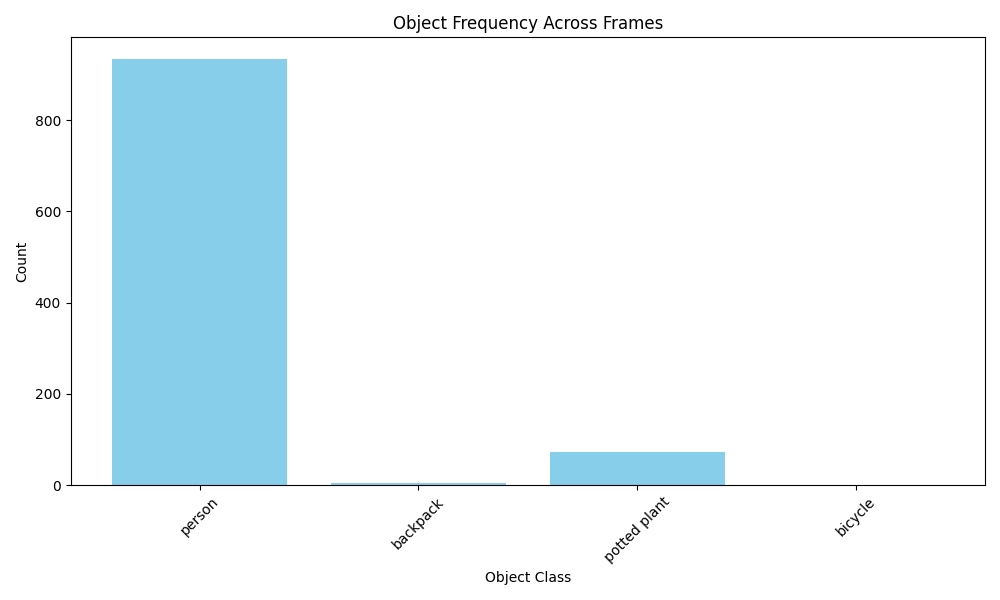 Object Frequency Across Frames
Count
800
600
400
200
0
person
backpack
potted plant
bicycle
Object Class